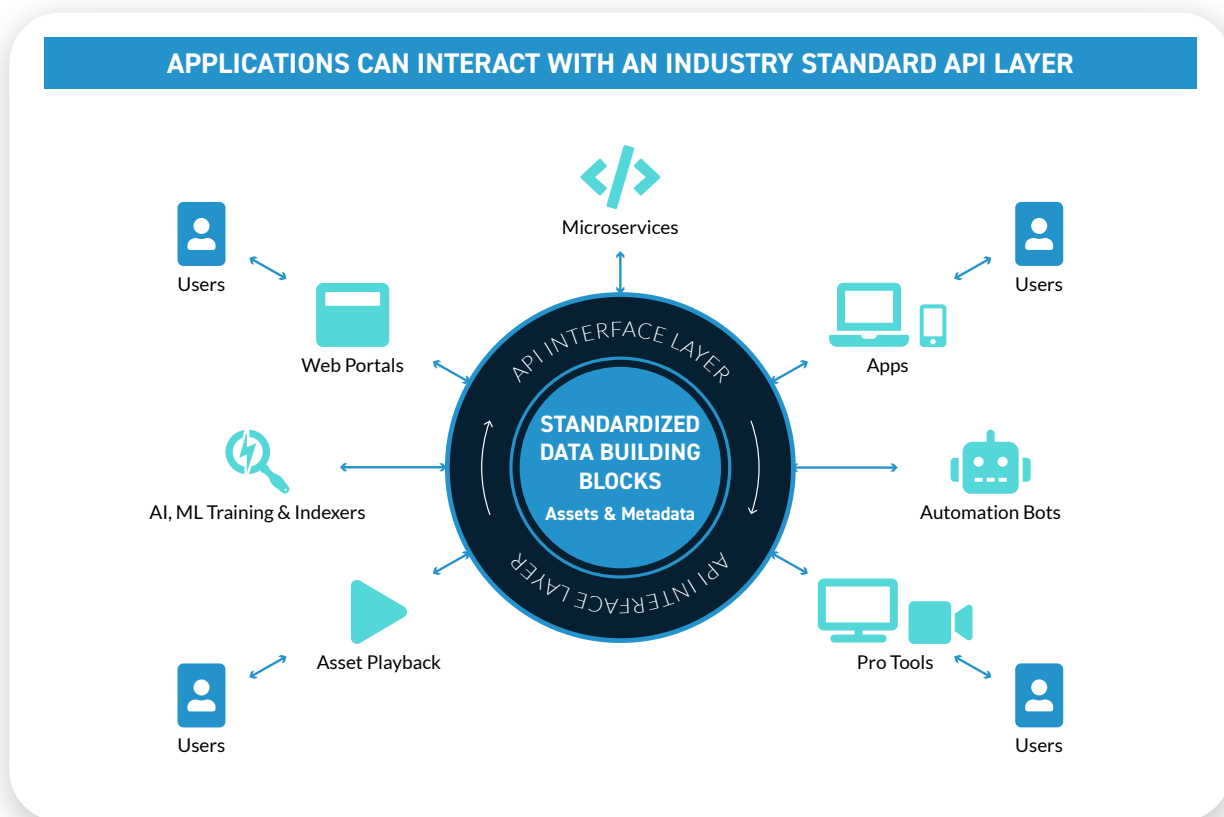 APPLICATIONS CAN INTERACT WITH AN INDUSTRY STANDARD API LAYER
Microservices
Users
Users
Web Portals
Apps
API INTERFACE LAYER
STANDARDIZED
DATA BUILDING
BLOCKS
Assets & Metadata
AI, ML Training & Indexers
Automation Bots
API INTERFACE LAYER
Asset Playback
Pro Tools
Users
Users